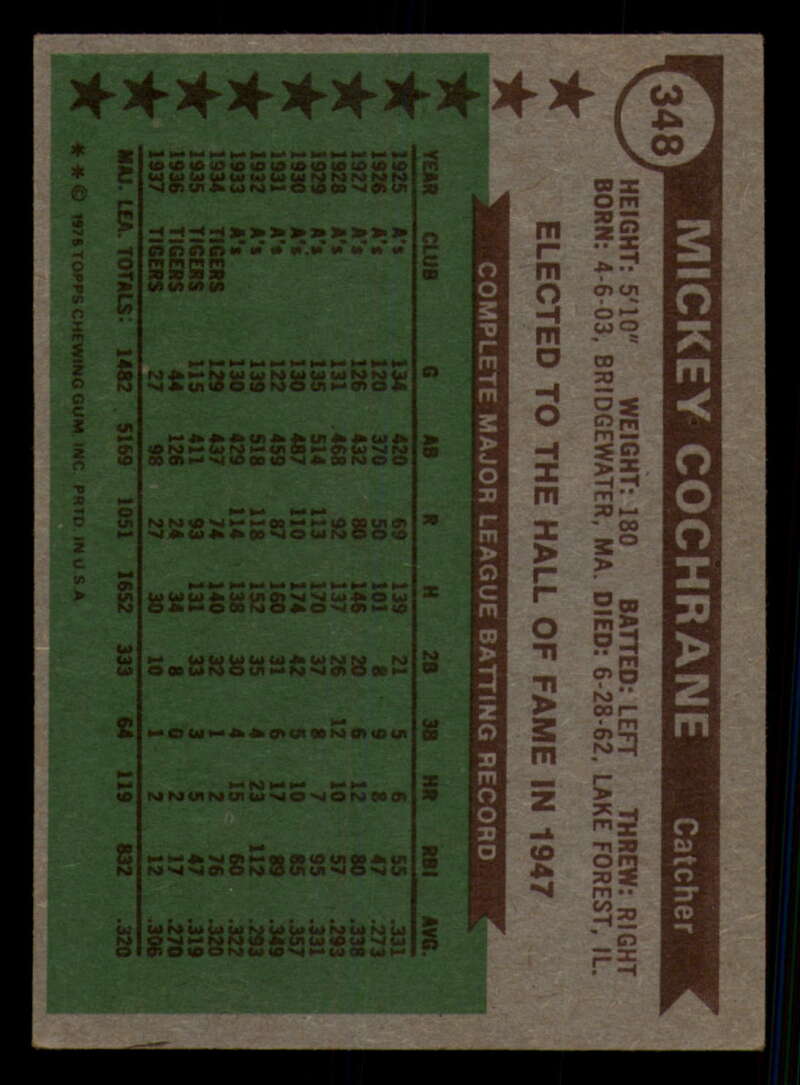 348
MICKEY COCHRANE Catcher
HEIGHT: 5'10" WEIGHT: 180 BATTED: LEFT THREW: RIGHT
BORN: 4-6-03, BRIDGEWATER, MA. DIED: 6-28-62, LAKE FOREST, IL.
ELECTED TO THE HALL OF FAME IN 1947
COMPLETE MAJOR LEAGUE BATTING RECORD
YEAR CLUB G AB R H 2B 3B HR RBI AVG.
1925 A's 134 420 69 139 21 5 6 55 .331
1926 A's 120 370 50 101 8 9 8 47 .273
1927 A's 126 432 80 146 20 6 12 80 .338
1928 A's 131 468 92 137 26 12 10 57 .293
1929 A's 135 514 113 170 37 8 7 95 .331
1930 A's 130 487 110 174 42 5 10 85 .357
1931 A's 122 459 87 160 31 6 17 89 .349
1932 A's 139 518 118 152 35 4 23 112 .293
1933 A's 130 429 114 138 30 4 15 60 .322
1934 TIGERS 129 437 74 140 32 1 2 76 .320
1935 TIGERS 115 411 93 131 33 3 5 47 .319
1936 TIGERS 44 126 24 34 8 0 2 17 .270
1937 TIGERS 27 98 27 30 10 1 2 12 .306
MAJ. LEA. TOTALS: 1482 5169 1051 1652 333 64 119 832 .320
* * © 1976 TOPPS CHEWING GUM, INC. PRTD. IN U.S.A.